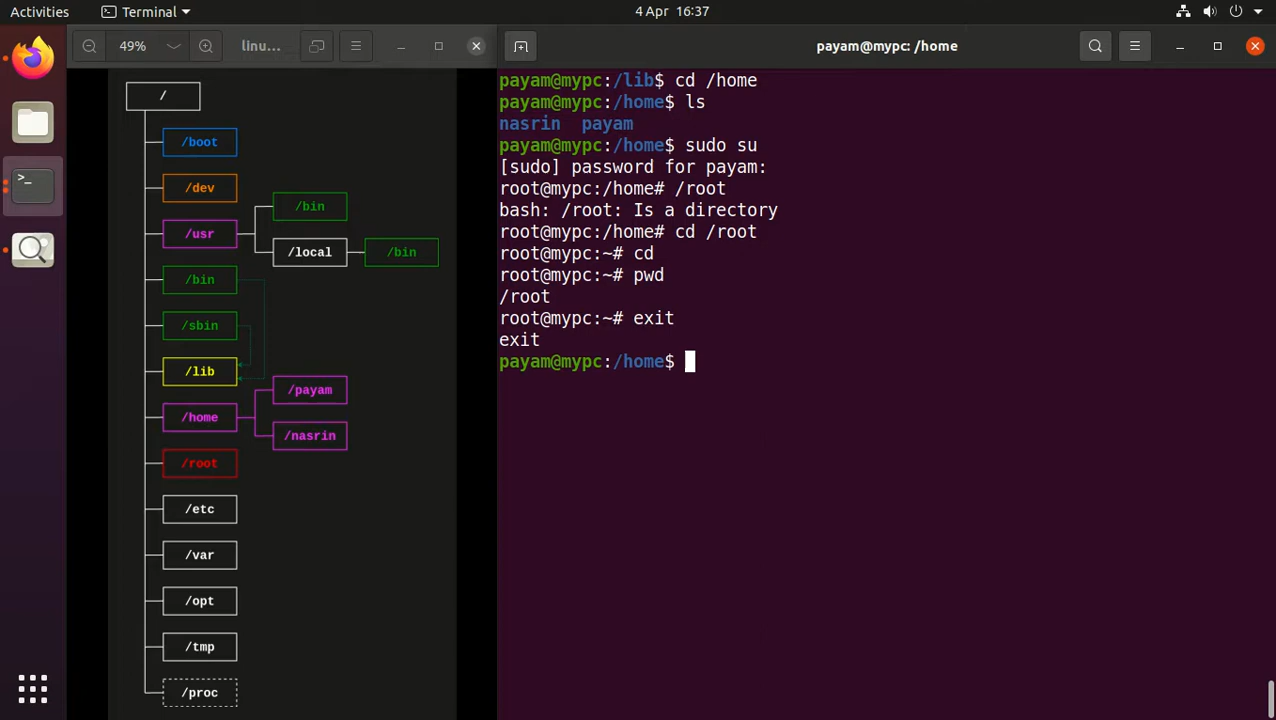 Activities
Terminal
4 Apr 16:37
49%
linu...
payam@mypc: /home
/
/boot
/dev
/bin
/usr
/local
/bin
/bin
/sbin
/lib
/payam
/home
/nasrin
/root
/etc
/var
/opt
/tmp
/proc
payam@mypc:/lib$ cd /home
payam@mypc:/home$ ls
nasrin  payam
payam@mypc:/home$ sudo su
[sudo] password for payam:
root@mypc:/home# /root
bash: /root: Is a directory
root@mypc:/home# cd /root
root@mypc:~# cd
root@mypc:~# pwd
/root
root@mypc:~# exit
exit
payam@mypc:/home$